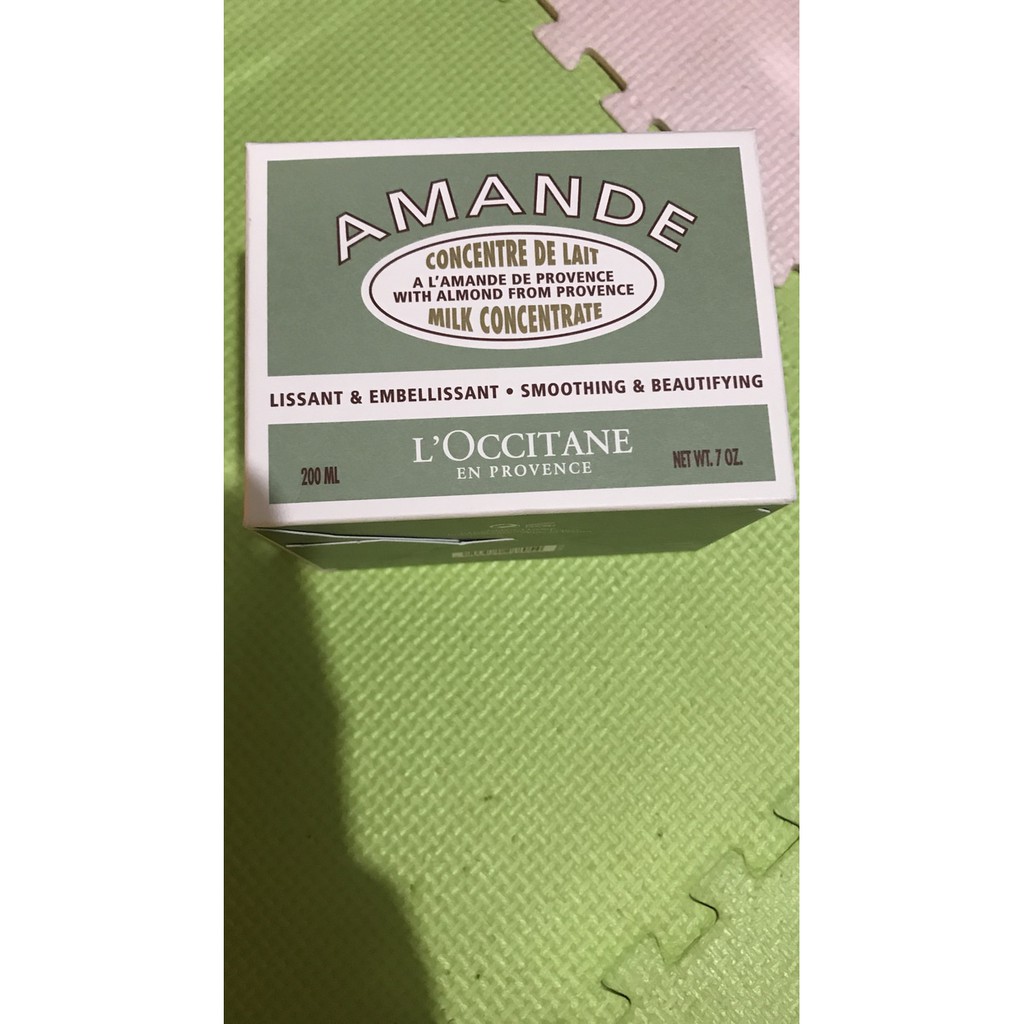 AMANDE
CONCENTRE DE LAIT
A L'AMANDE DE PROVENCE
WITH ALMOND FROM PROVENCE
MILK CONCENTRATE
LISSANT & EMBELLISSANT • SMOOTHING & BEAUTIFYING
L'OCCITANE
EN PROVENCE
200 ML
NET WT. 7 OZ.